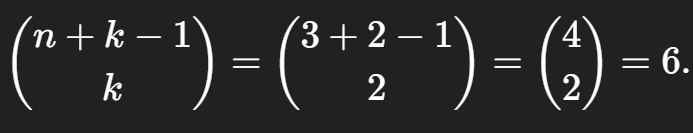 \binom{n+k-1}{k} = \binom{3+2-1}{2} = \binom{4}{2} = 6.